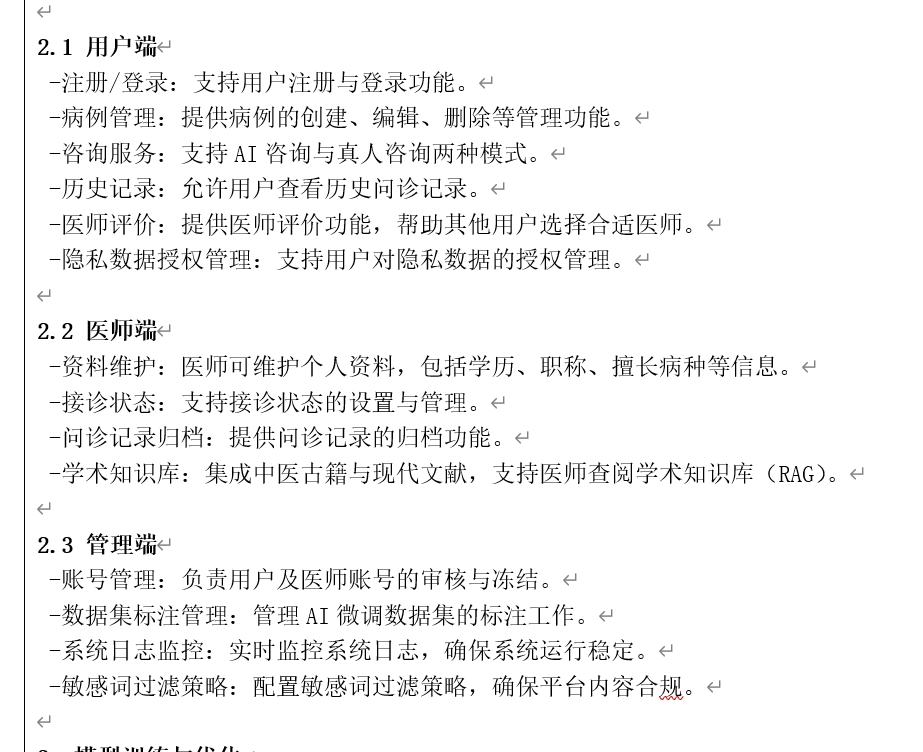 2.1 用户端
-注册/登录：支持用户注册与登录功能。
-病例管理：提供病例的创建、编辑、删除等管理功能。
-咨询服务：支持 AI 咨询与真人咨询两种模式。
-历史记录：允许用户查看历史问诊记录。
-医师评价：提供医师评价功能，帮助其他用户选择合适医师。
-隐私数据授权管理：支持用户对隐私数据的授权管理。
2.2 医师端
-资料维护：医师可维护个人资料，包括学历、职称、擅长病种等信息。
-接诊状态：支持接诊状态的设置与管理。
-问诊记录归档：提供问诊记录的归档功能。
-学术知识库：集成中医古籍与现代文献，支持医师查阅学术知识库（RAG）。
2.3 管理端
-账号管理：负责用户及医师账号的审核与冻结。
-数据集标注管理：管理 AI 微调数据集的标注工作。
-系统日志监控：实时监控系统日志，确保系统运行稳定。
-敏感词过滤策略：配置敏感词过滤策略，确保平台内容合规。